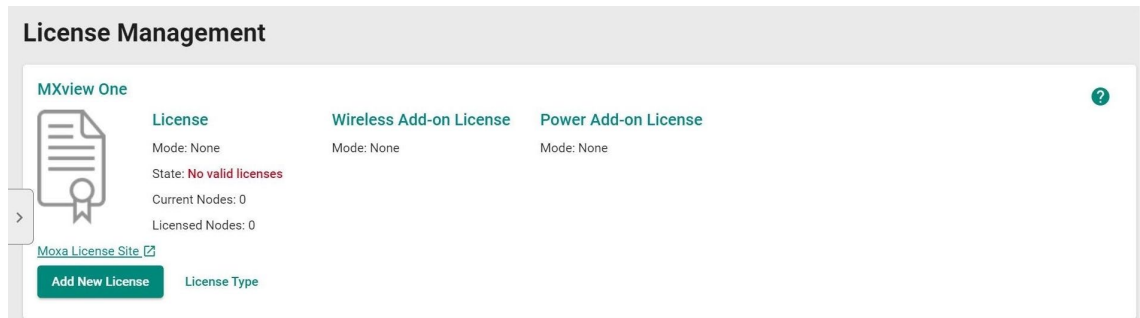 License Management
MXview One
License
Mode: None
State: No valid licenses
Current Nodes: 0
Licensed Nodes: 0
Wireless Add-on License
Mode: None
Power Add-on License
Mode: None
Moxa License Site
Add New License
License Type